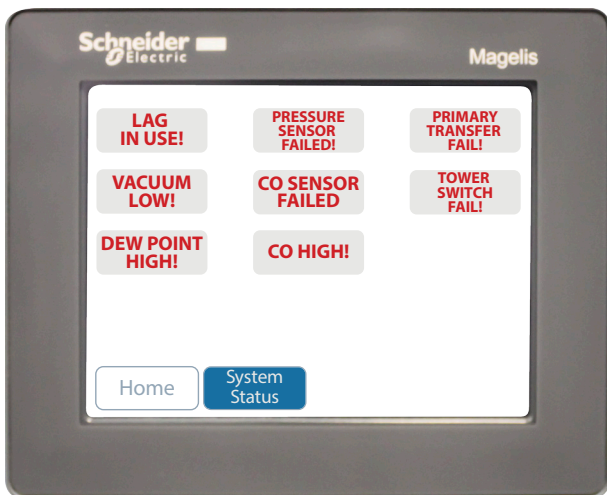 Schneider
Electric
Magelis
LAG
IN USE!
PRESSURE
SENSOR
FAILED!
PRIMARY
TRANSFER
FAIL!
VACUUM
LOW!
CO SENSOR
FAILED
TOWER
SWITCH
FAIL!
DEW POINT
HIGH!
CO HIGH!
Home
System
Status